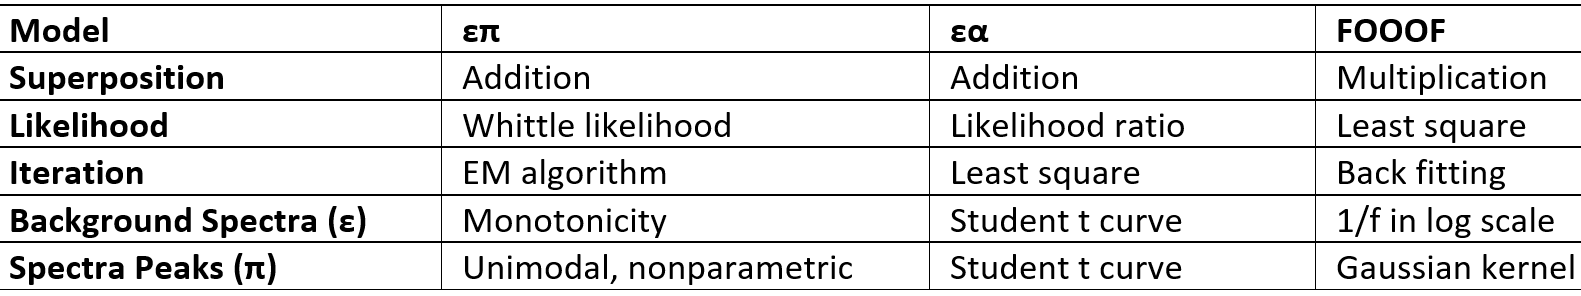 Model επ εα FOOOF
Superposition Addition Addition Multiplication
Likelihood Whittle likelihood Likelihood ratio Least square
Iteration EM algorithm Least square Back fitting
Background Spectra (ε) Monotonicity Student t curve 1/f in log scale
Spectra Peaks (π) Unimodal, nonparametric Student t curve Gaussian kernel